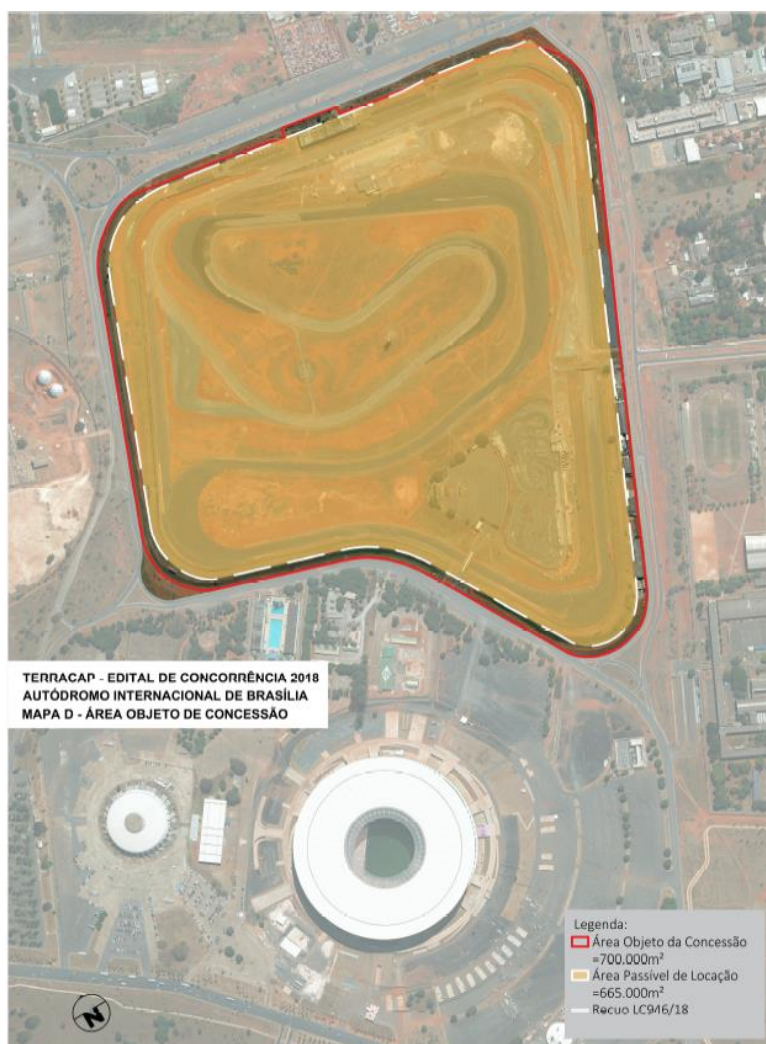 TERRACAP - EDITAL DE CONCORRÊNCIA 2018
AUTÓDROMO INTERNACIONAL DE BRASÍLIA
MAPA D - ÁREA OBJETO DE CONCESSÃO
Legenda:
Área Objeto da Concessão
=700.000m²
Área Passível de Locação
=665.000m²
Recuo LC946/18
N